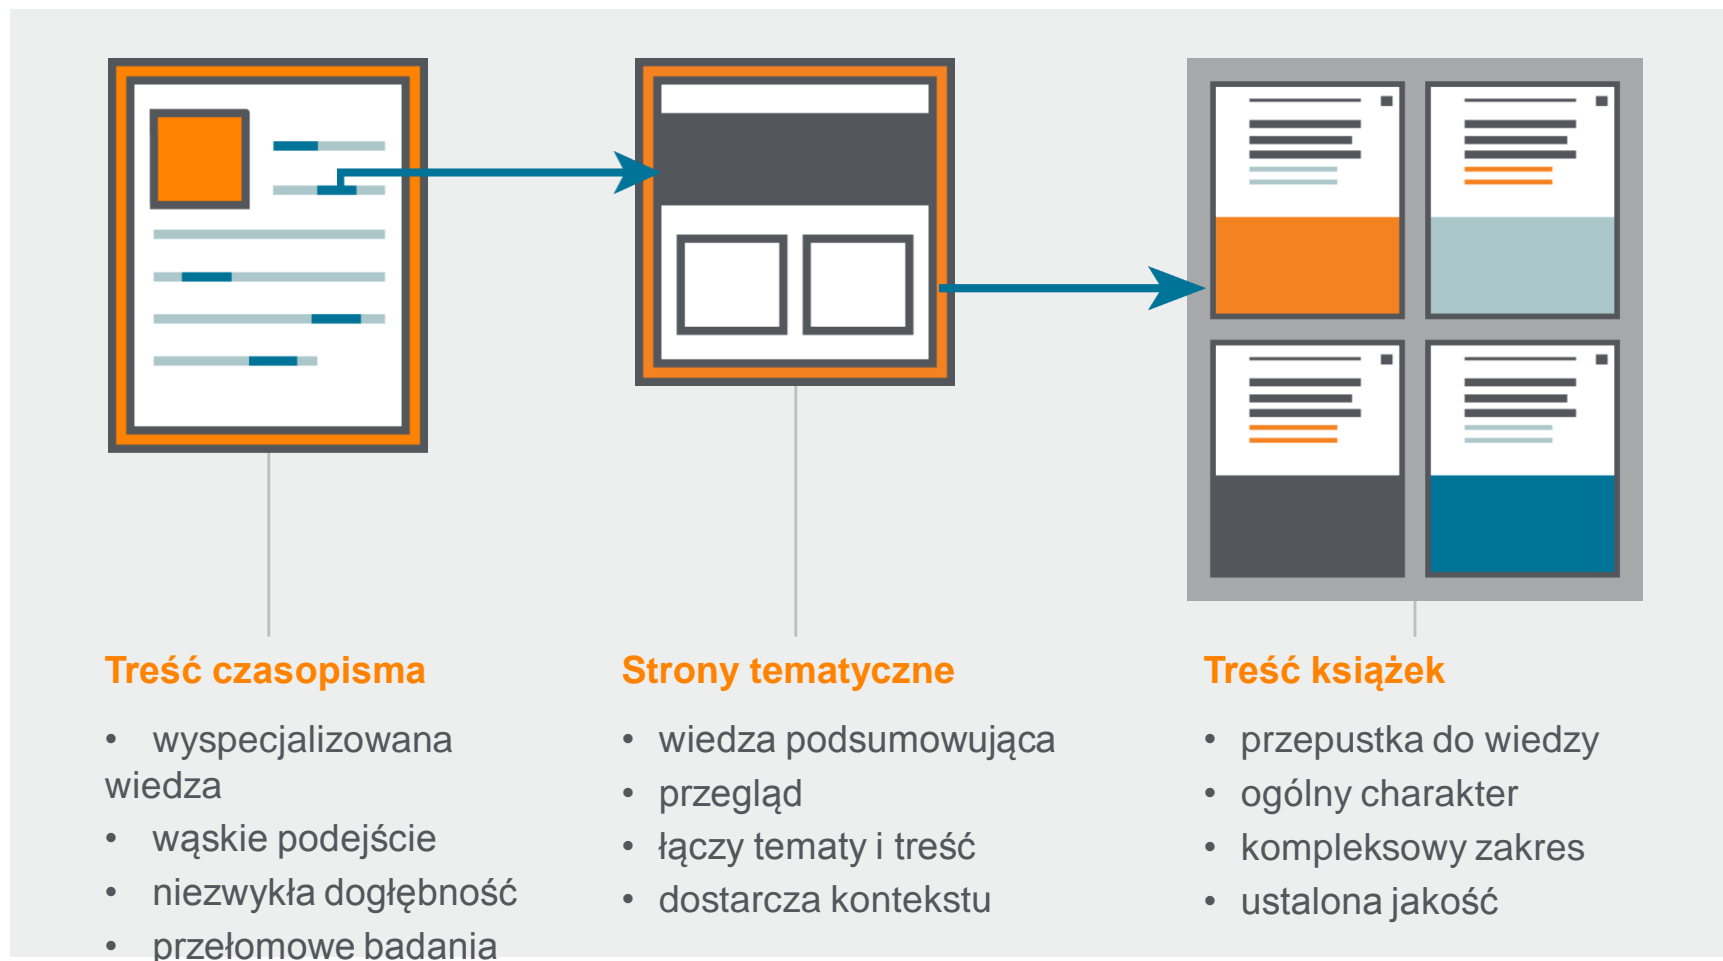 Treść czasopisma
• wyspecjalizowana
wiedza
• wąskie podejście
• niezwykła dogłębność
• przełomowe badania
Strony tematyczne
• wiedza podsumowująca
• przegląd
• łączy tematy i treść
• dostarcza kontekstu
Treść książek
• przepustka do wiedzy
• ogólny charakter
• kompleksowy zakres
• ustalona jakość